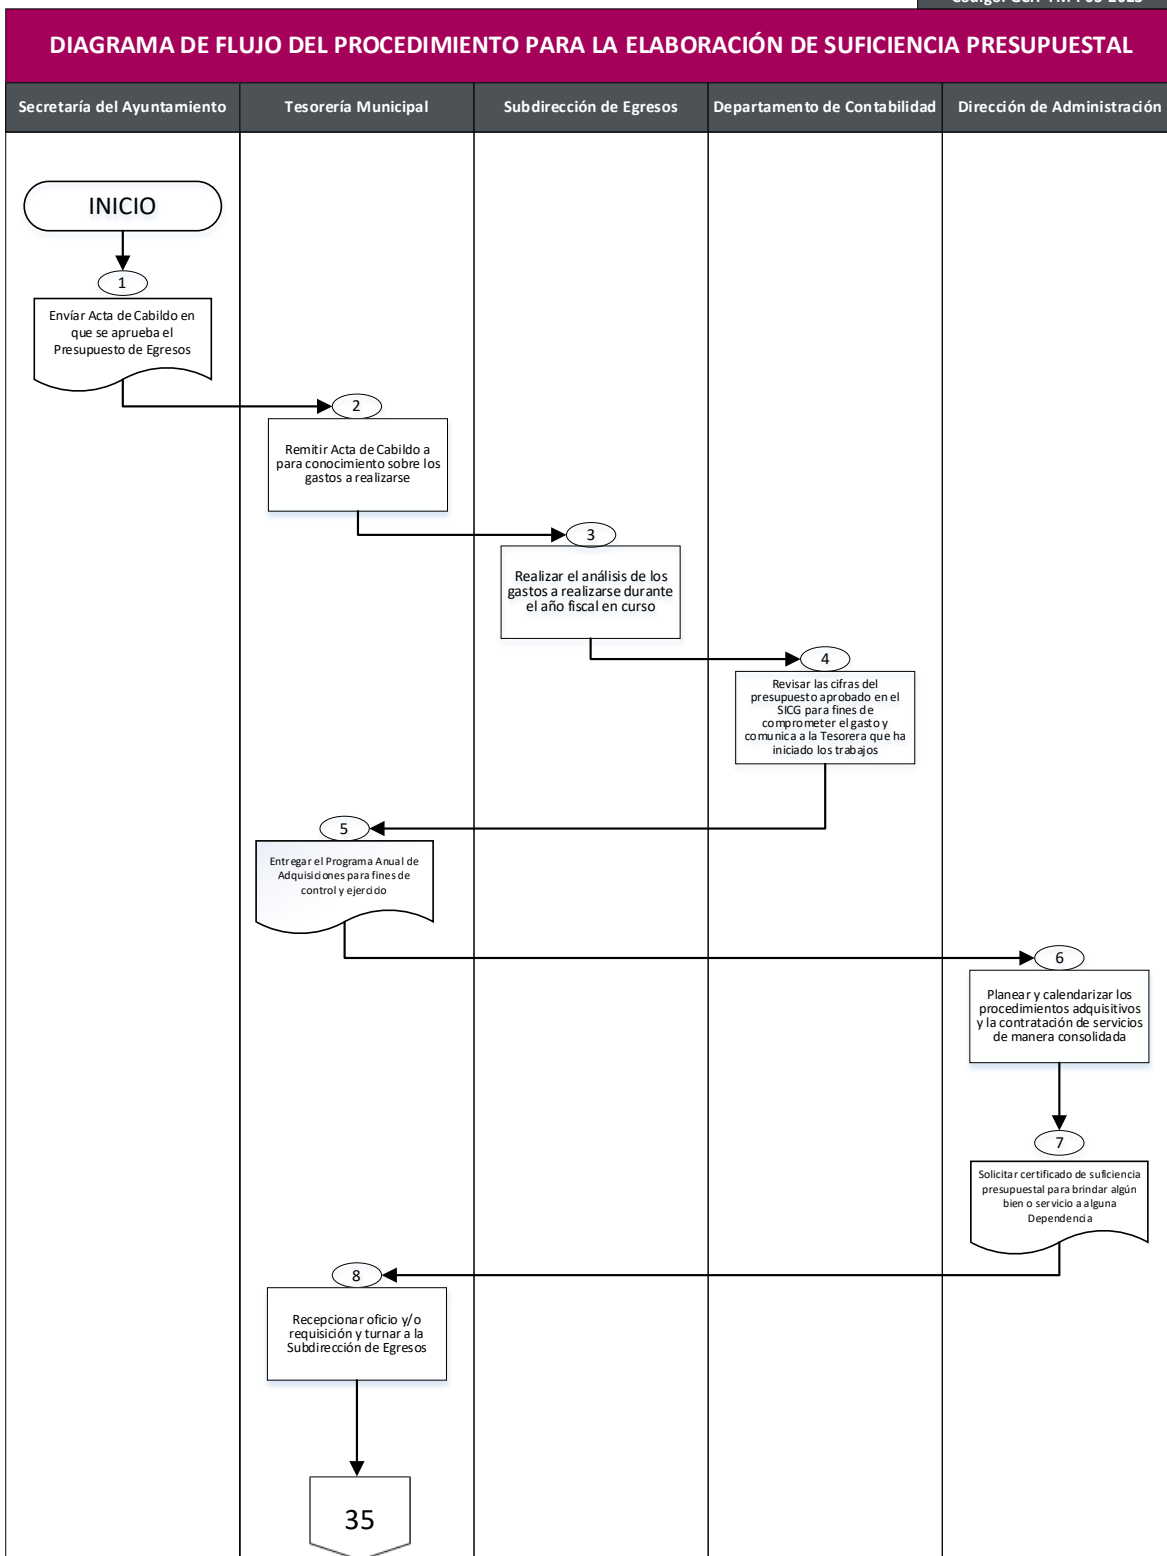 DIAGRAMA DE FLUJO DEL PROCEDIMIENTO PARA LA ELABORACIÓN DE SUFICIENCIA PRESUPUESTAL
Secretaría del Ayuntamiento
Tesorería Municipal
Subdirección de Egresos
Departamento de Contabilidad
Dirección de Administración
INICIO
1
Envíar Acta de Cabildo en
que se aprueba el
Presupuesto de Egresos
2
Remitir Acta de Cabildo a
para conocimiento sobre los
gastos a realizarse
3
Realizar el análisis de los
gastos a realizarse durante
el año fiscal en curso
4
Revisar las cifras del
presupuesto aprobado en el
SICG para fines de
comprometer el gasto y
comunica a la Tesorera que ha
iniciado los trabajos
5
Entregar el Programa Anual de
Adquisiciones para fines de
control y ejercicio
6
Planear y calendarizar los
procedimientos adquisitivos
y la contratación de servicios
de manera consolidada
7
Solicitar certificado de suficiencia
presupuestal para brindar algún
bien o servicio a alguna
Dependencia
8
Recepcionar oficio y/o
requisición y turnar a la
Subdirección de Egresos
35